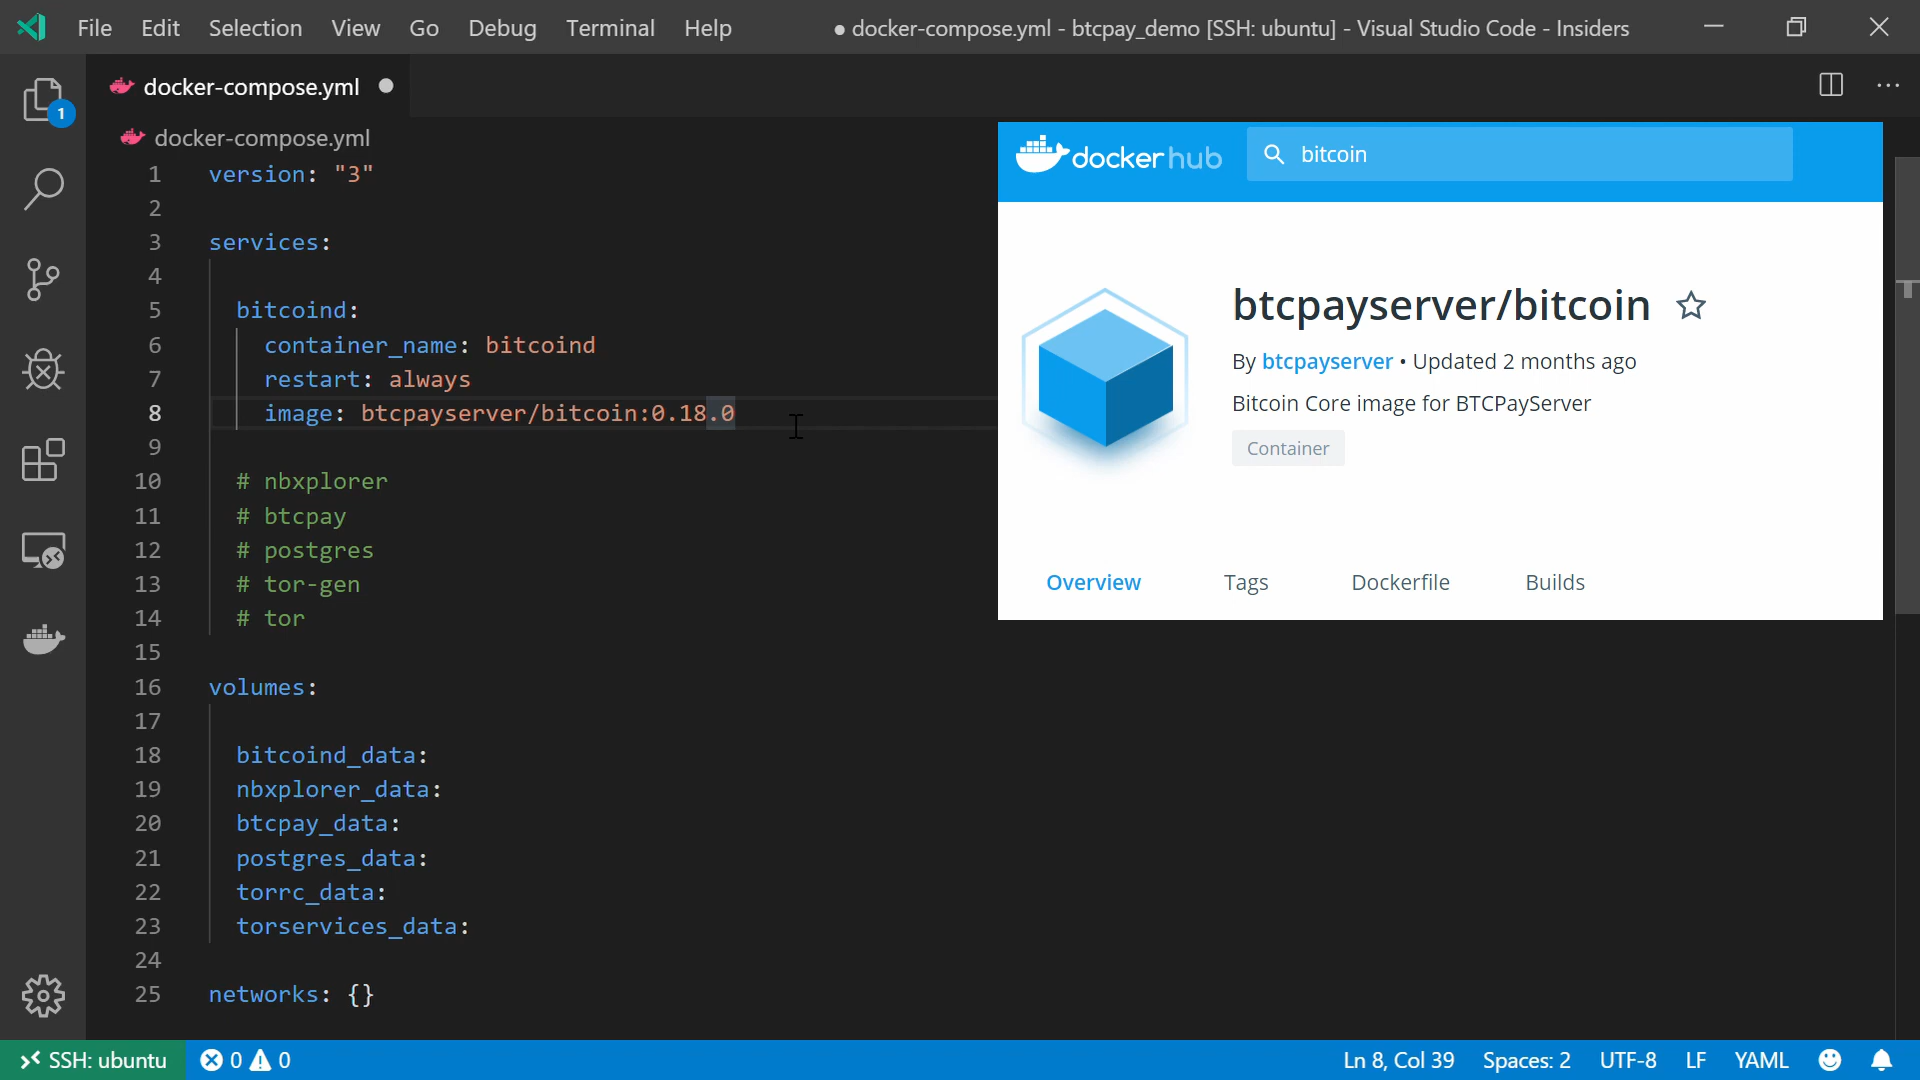 File Edit Selection View Go Debug Terminal Help
● docker-compose.yml - btcpay_demo [SSH: ubuntu] - Visual Studio Code - Insiders
1
docker-compose.yml
docker-compose.yml
1 version: "3"
2
3 services:
4
5 bitcoind:
6 container_name: bitcoind
7 restart: always
8 image: btcpayserver/bitcoin:0.18.0
9
10 # nbxplorer
11 # btcpay
12 # postgres
13 # tor-gen
14 # tor
15
16 volumes:
17
18 bitcoind_data:
19 nbxplorer_data:
20 btcpay_data:
21 postgres_data:
22 torrc_data:
23 torservices_data:
24
25 networks: {}
dockerhub
bitcoin
btcpayserver/bitcoin
By btcpayserver • Updated 2 months ago
Bitcoin Core image for BTCPayServer
Container
Overview Tags Dockerfile Builds
SSH: ubuntu 0 0 Ln 8, Col 39 Spaces: 2 UTF-8 LF YAML